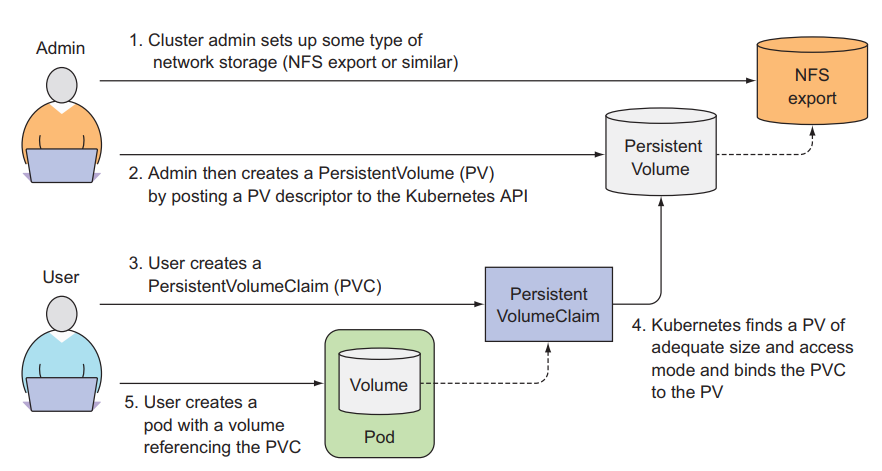 Admin
1. Cluster admin sets up some type of
network storage (NFS export or similar)
NFS
export
Persistent
Volume
2. Admin then creates a PersistentVolume (PV)
by posting a PV descriptor to the Kubernetes API
User
3. User creates a
PersistentVolumeClaim (PVC)
Persistent
VolumeClaim
4. Kubernetes finds a PV of
adequate size and access
mode and binds the PVC
to the PV
Volume
Pod
5. User creates a
pod with a volume
referencing the PVC